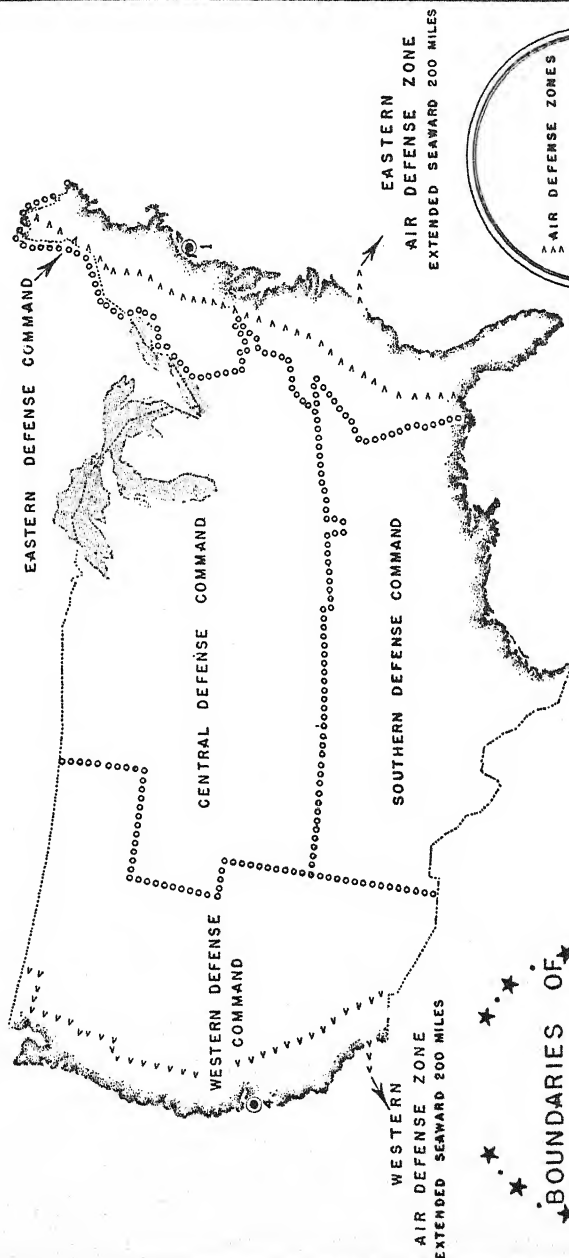 EASTERN DEFENSE COMMAND
CENTRAL DEFENSE COMMAND
WESTERN DEFENSE
COMMAND
SOUTHERN DEFENSE COMMAND
1
4
EASTERN
AIR DEFENSE ZONE
EXTENDED SEAWARD 200 MILES
WESTERN
AIR DEFENSE ZONE
EXTENDED SEAWARD 200 MILES
AIR DEFENSE ZONES
BOUNDARIES OF